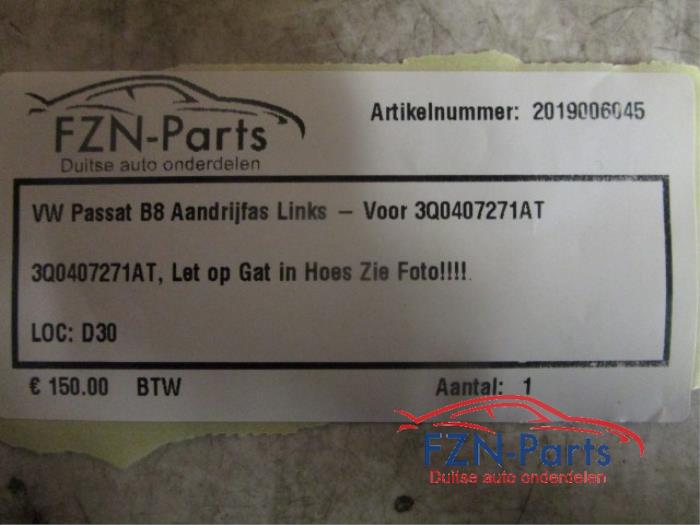 FZN-Parts
Duitse auto onderdelen
Artikelnummer: 2019006045
VW Passat B8 Aandrijfas Links – Voor 3Q0407271AT
3Q0407271AT, Let op Gat in Hoes Zie Foto!!!!
LOC: D30
€ 150.00 BTW Aantal: 1
FZN-Parts
Duitse auto onderdelen